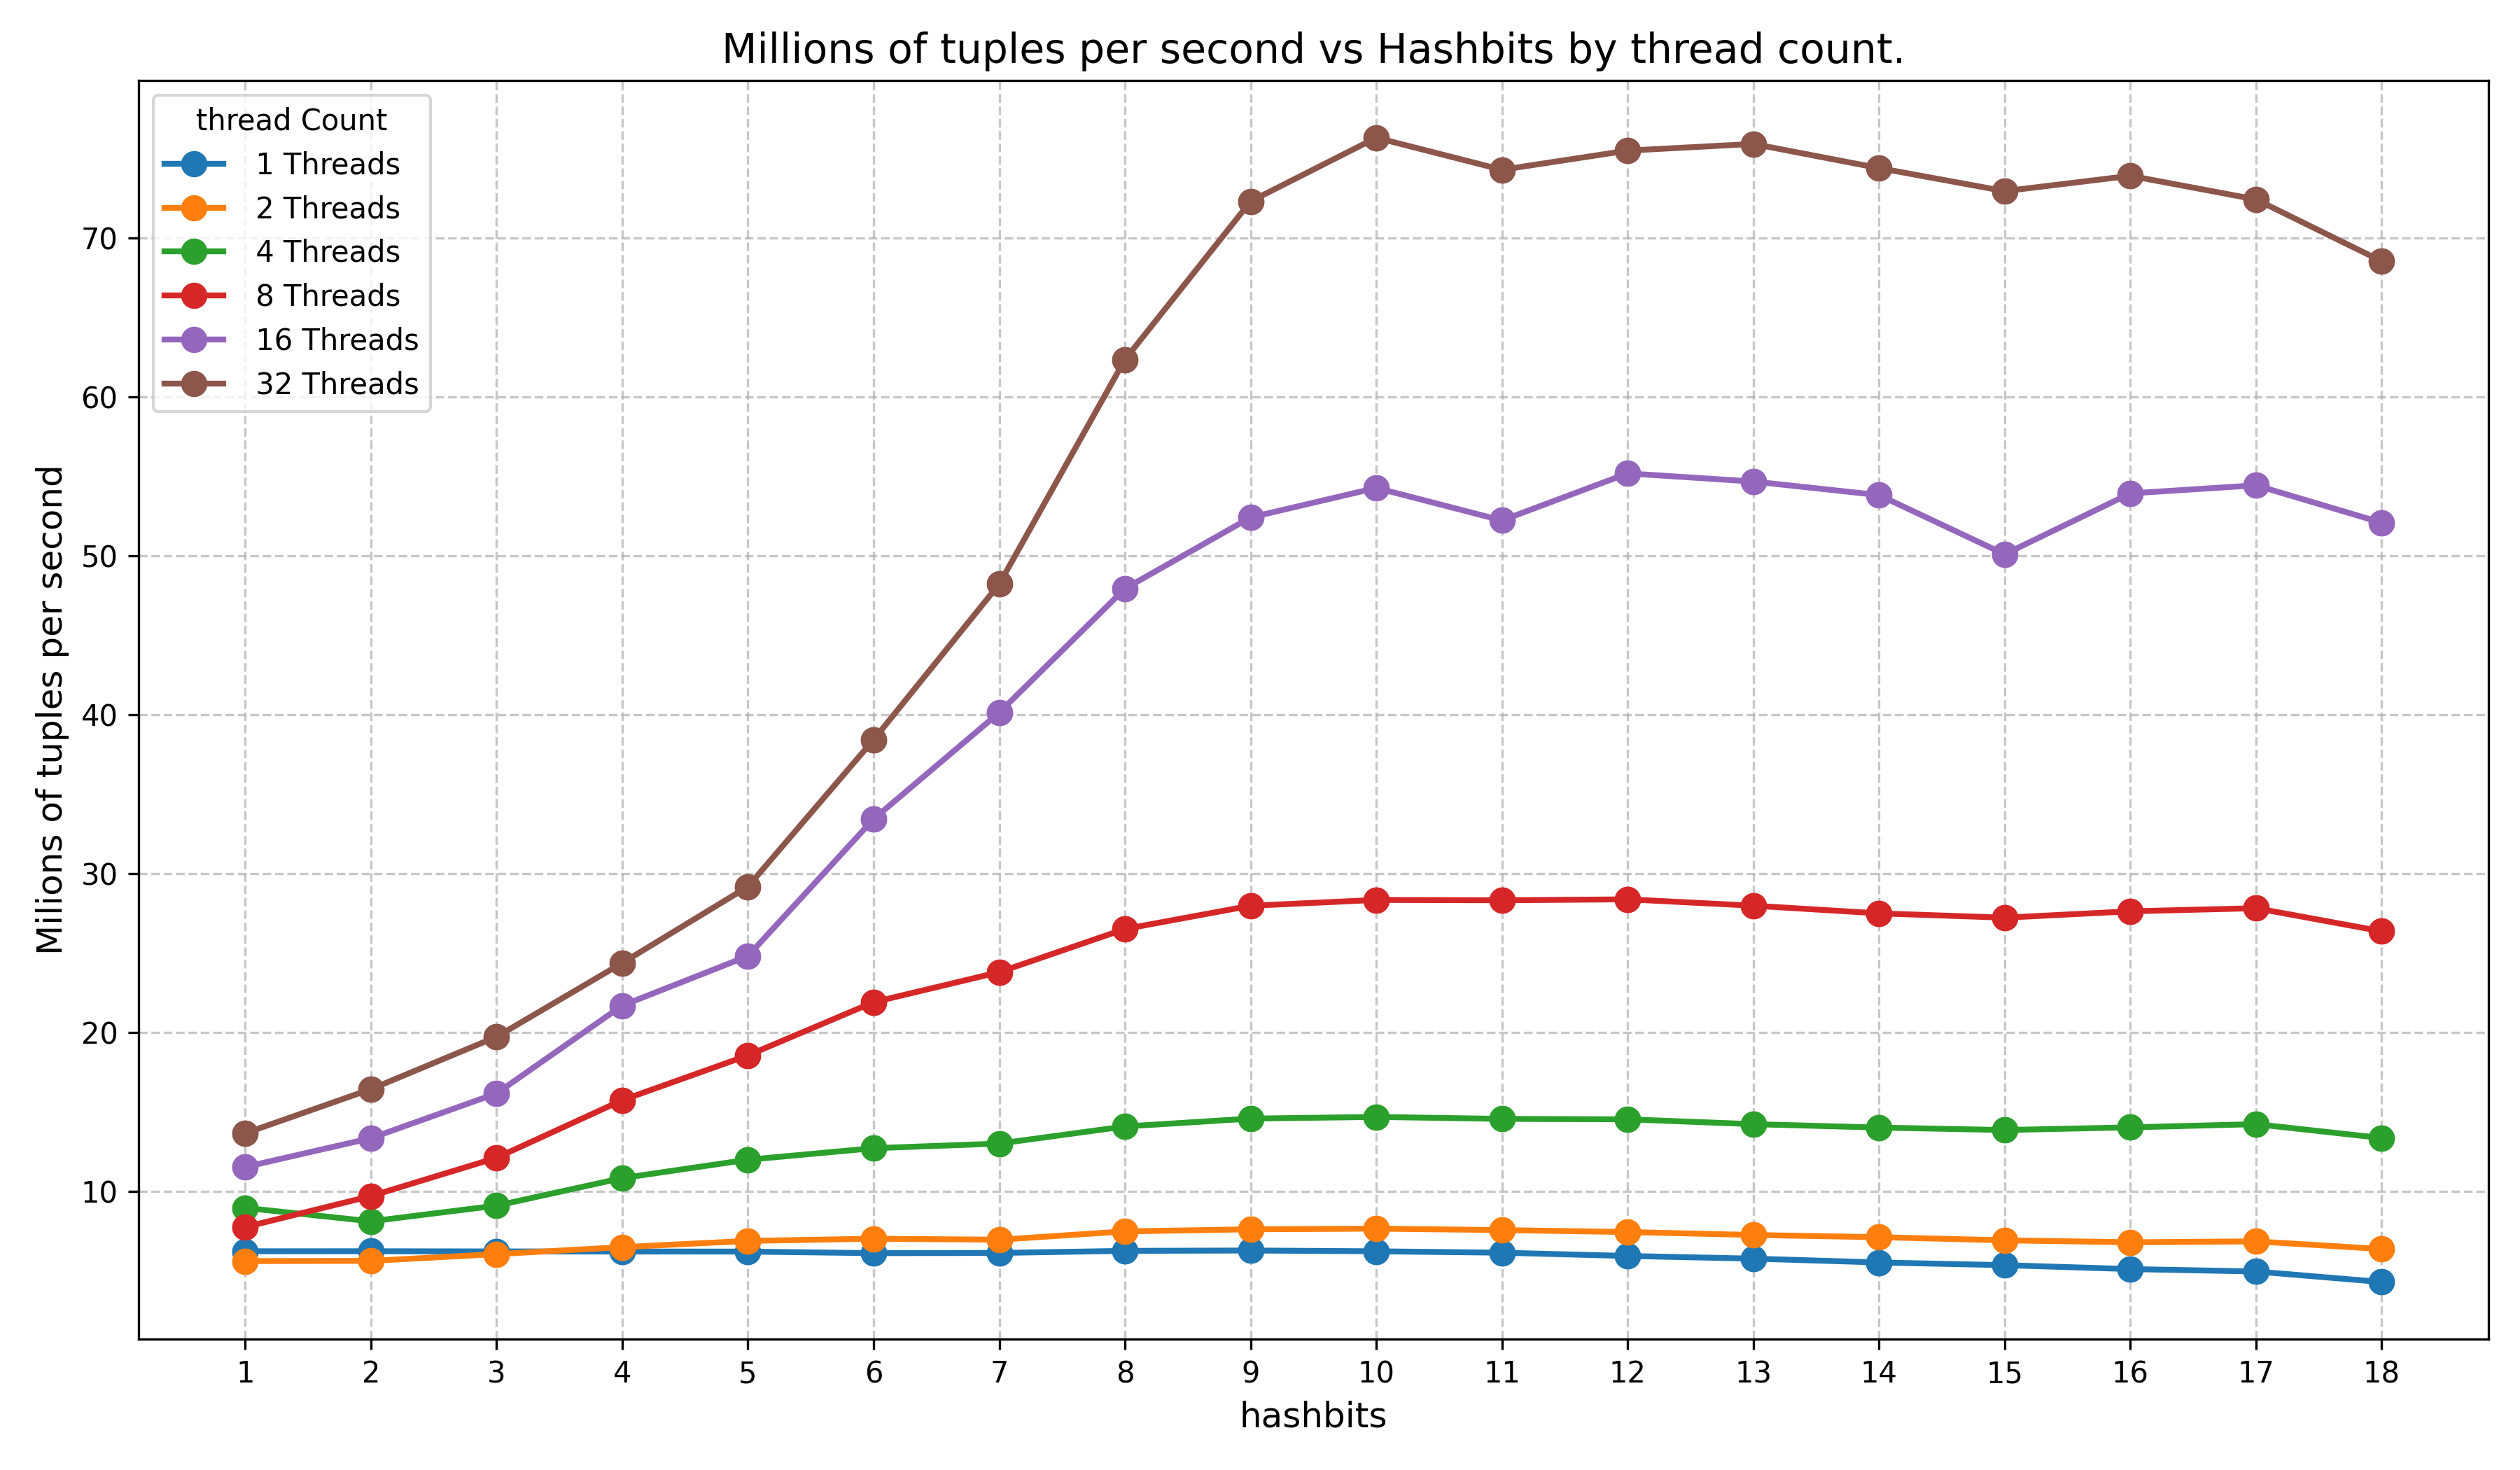 Millions of tuples per second vs Hashbits by thread count.
thread Count
1 Threads
2 Threads
4 Threads
8 Threads
16 Threads
32 Threads
Milions of tuples per second
70
60
50
40
30
20
10
1 2 3 4 5 6 7 8 9 10 11 12 13 14 15 16 17 18
hashbits